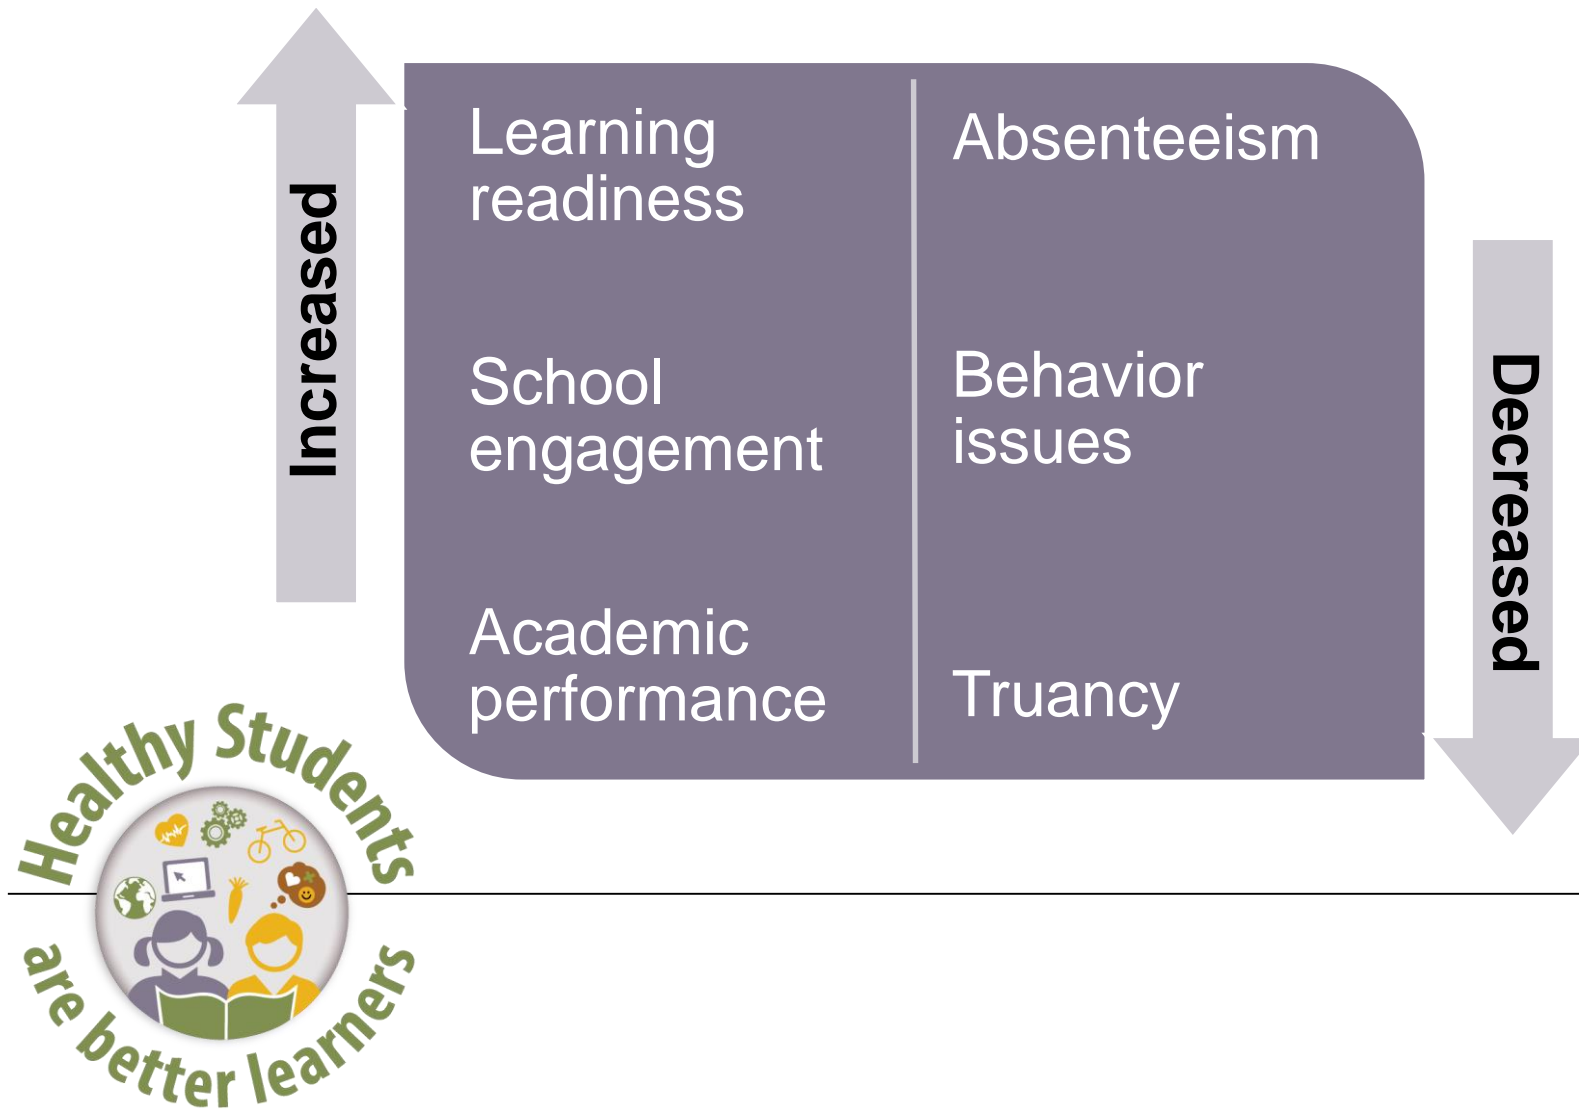 Increased
Learning
readiness
School
engagement
Academic
performance
Absenteeism
Behavior
issues
Truancy
Decreased
Healthy Students
are better learners